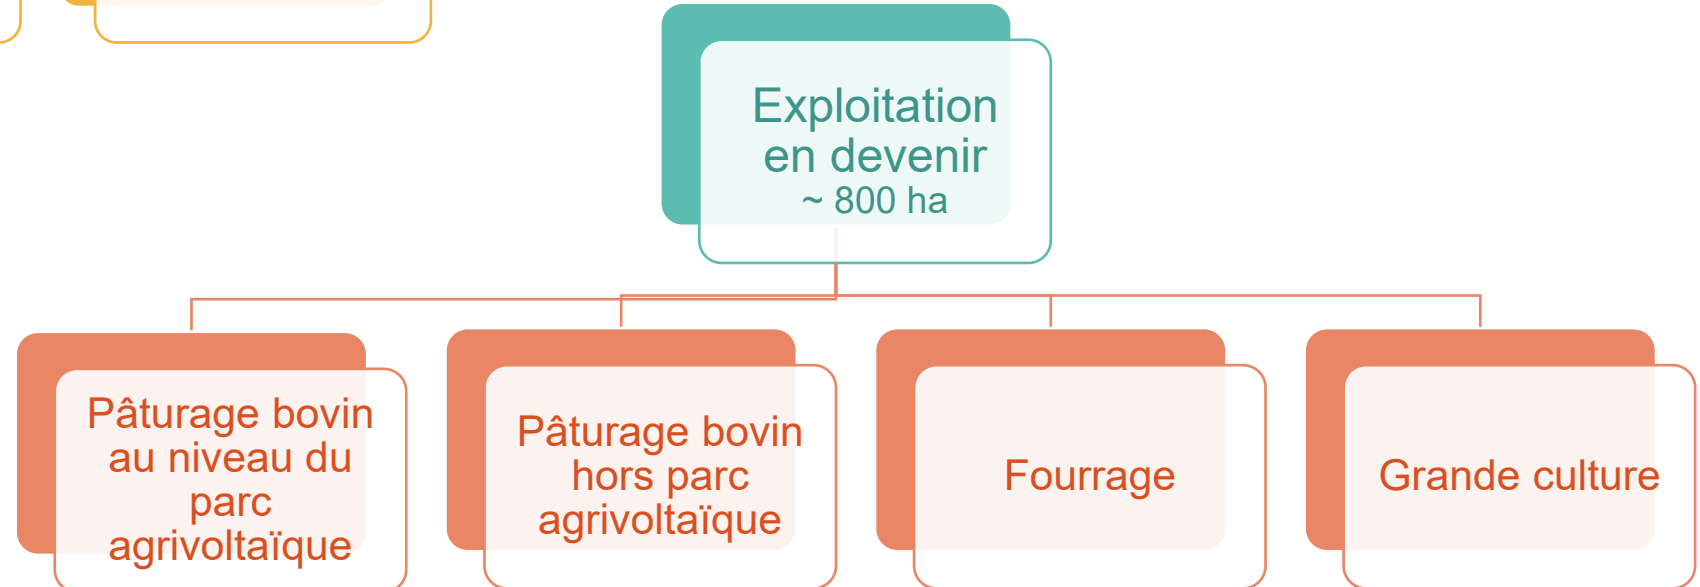 Exploitation
en devenir
~ 800 ha
Pâturage bovin
au niveau du
parc
agrivoltaïque
Pâturage bovin
hors parc
agrivoltaïque
Fourrage
Grande culture